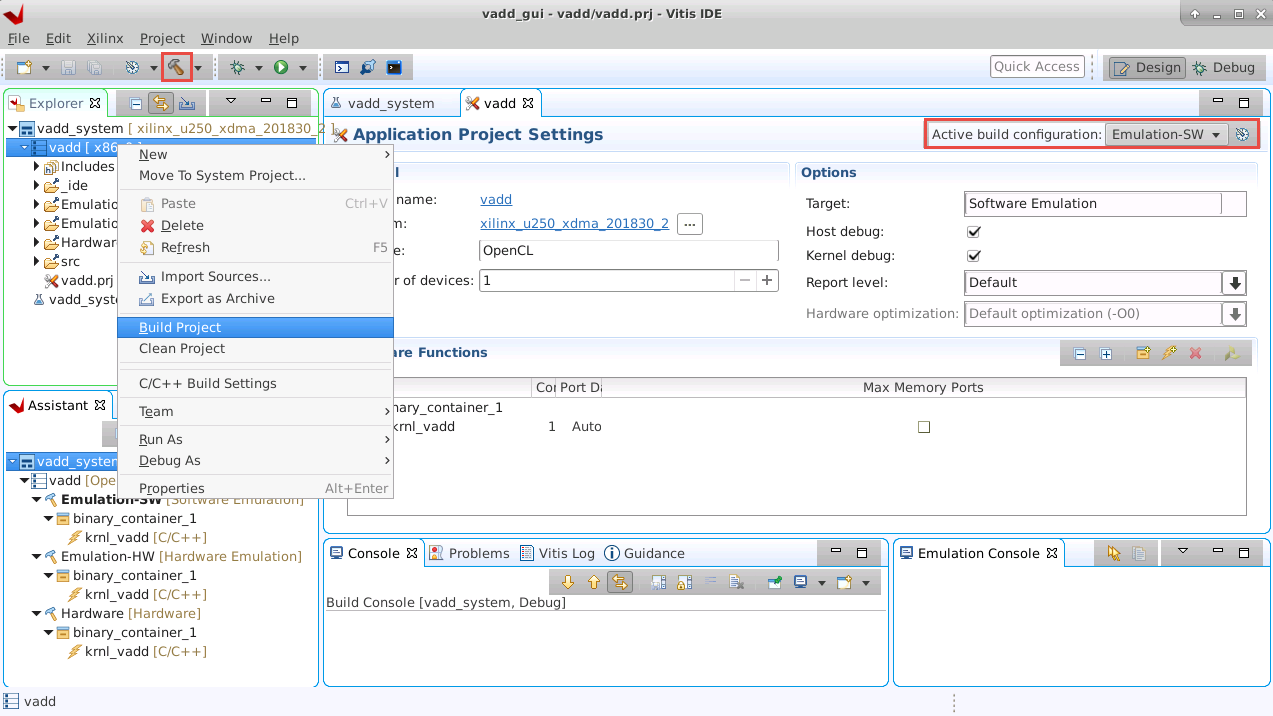 vadd_gui - vadd/vadd.prj - Vitis IDE
File Edit Xilinx Project Window Help
Quick Access Design Debug
Explorer
vadd_system [ xilinx_u250_xdma_201830_2 ]
vadd [ x86
Includes
_ide
Emulatio
Emulatio
Hardwar
src
vadd.prj
vadd_syste
New
Move To System Project...
Paste Ctrl+V
Delete
Refresh F5
Import Sources...
Export as Archive
Build Project
Clean Project
C/C++ Build Settings
Team
Run As
Debug As
Properties Alt+Enter
vadd_system vadd
Application Project Settings
Active build configuration: Emulation-SW
name: vadd
m: xilinx_u250_xdma_201830_2 ...
e: OpenCL
r of devices: 1
Options
Target: Software Emulation
Host debug:
Kernel debug:
Report level: Default
Hardware optimization: Default optimization (-O0)
are Functions
Co Port Da Max Memory Ports
nary_container_1
krnl_vadd 1 Auto
Assistant
vadd_system
vadd [Ope
Emulation-SW [Software Emulation]
binary_container_1
krnl_vadd [C/C++]
Emulation-HW [Hardware Emulation]
binary_container_1
krnl_vadd [C/C++]
Hardware [Hardware]
binary_container_1
krnl_vadd [C/C++]
Console Problems Vitis Log Guidance
Build Console [vadd_system, Debug]
Emulation Console
vadd